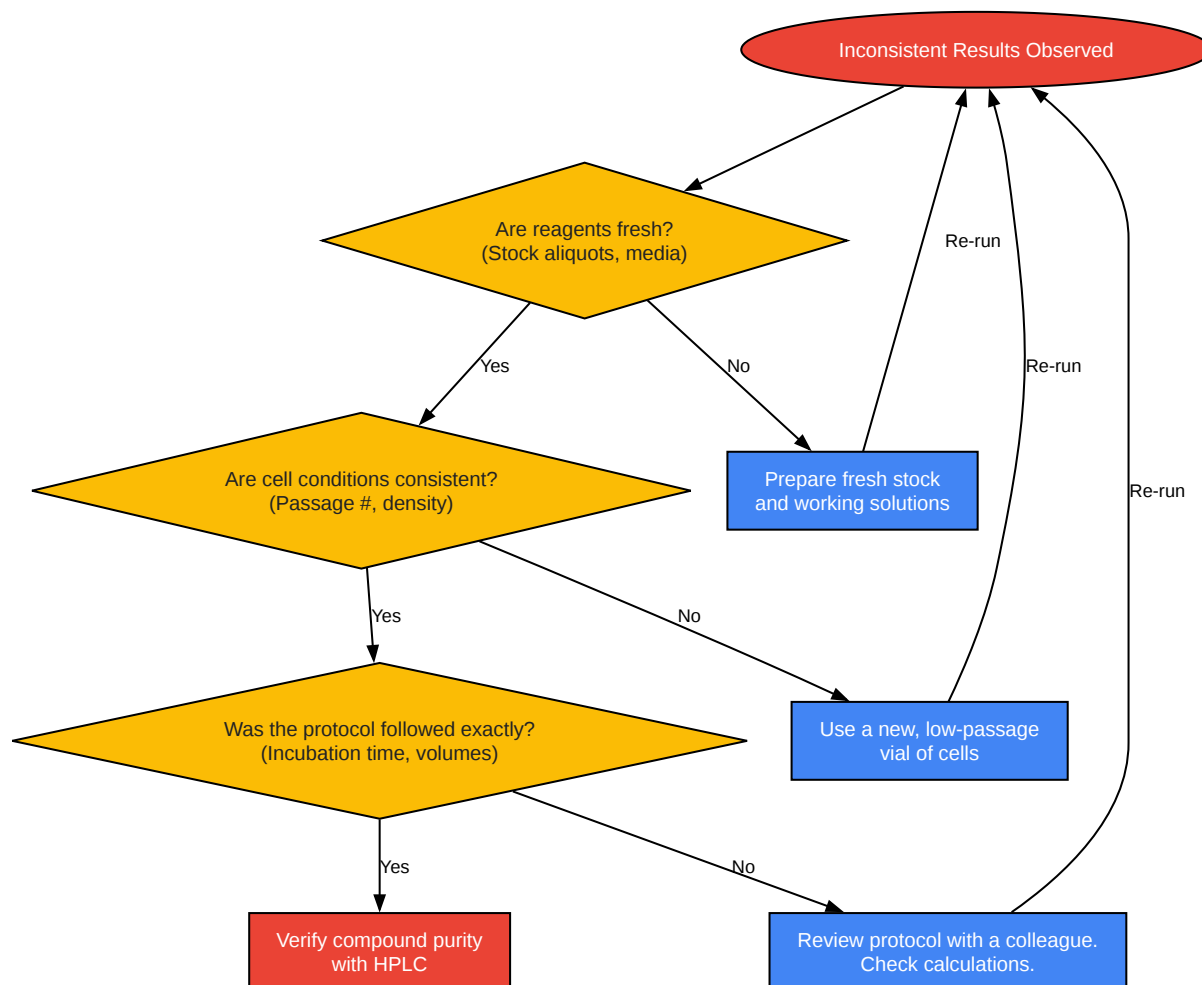 Inconsistent Results Observed
Are reagents fresh?
(Stock aliquots, media)
Re-run
Yes
No
Re-run
Are cell conditions consistent?
(Passage #, density)
Prepare fresh stock
and working solutions
Re-run
Yes
No
Was the protocol followed exactly?
(Incubation time, volumes)
Use a new, low-passage
vial of cells
Yes
No
Verify compound purity
with HPLC
Review protocol with a colleague.
Check calculations.